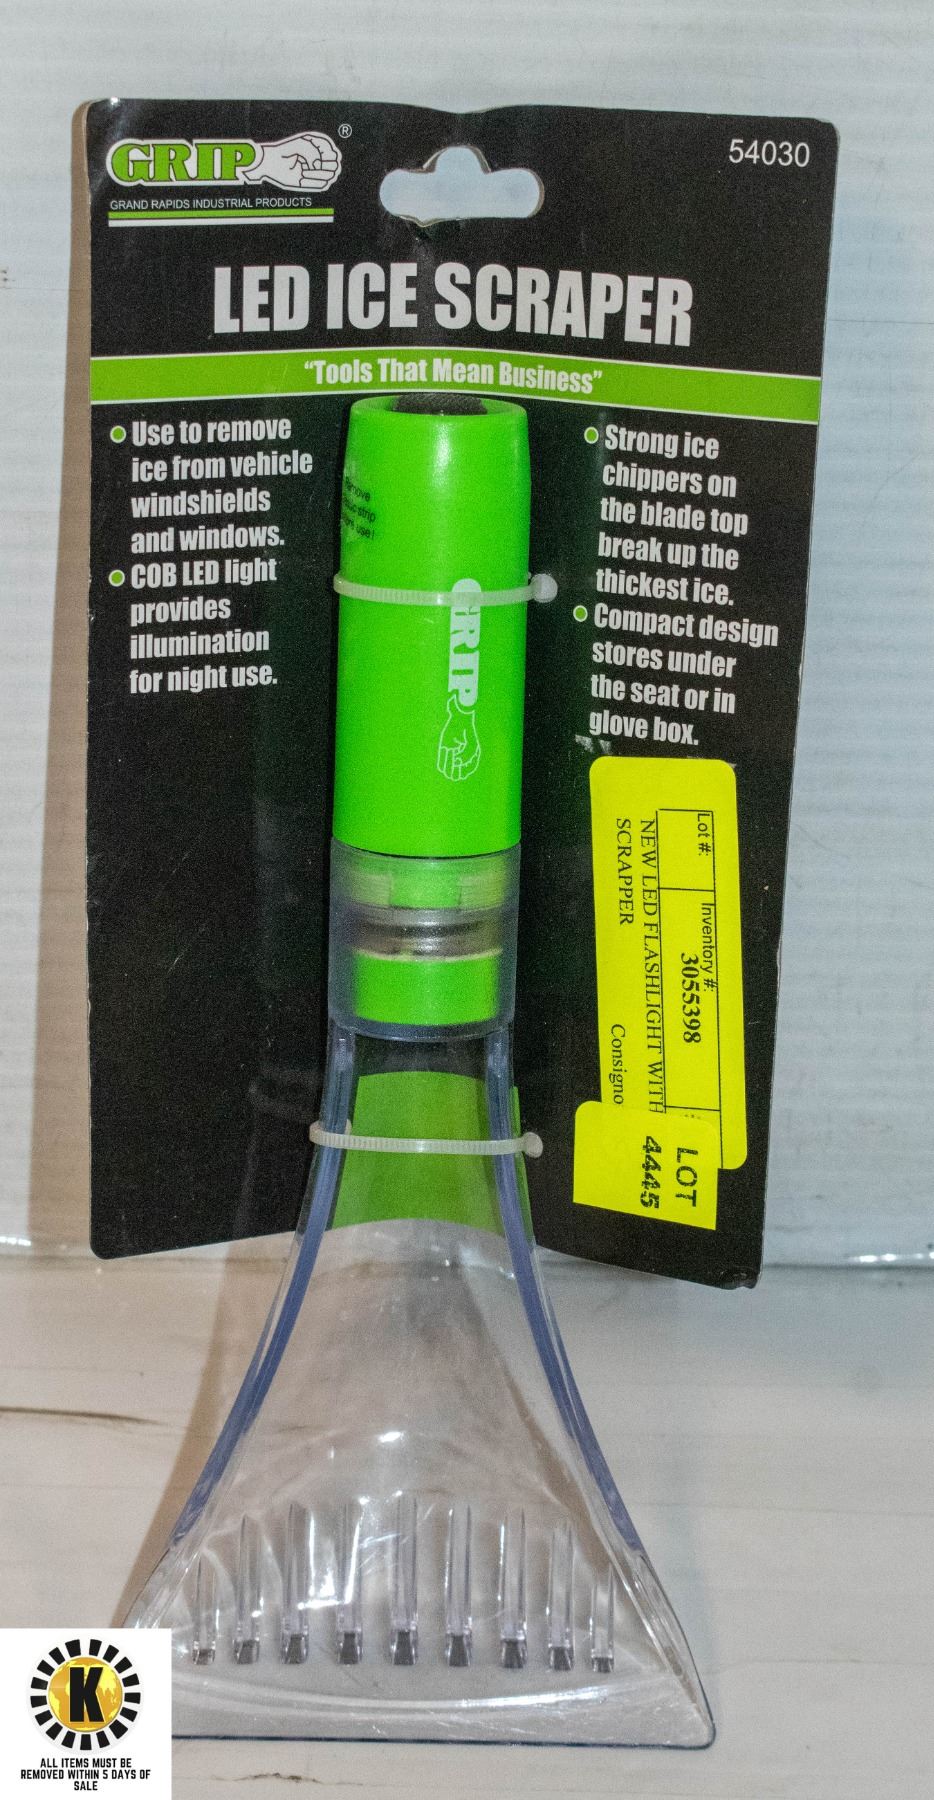 GRIP
®
GRAND RAPIDS INDUSTRIAL PRODUCTS
54030
LED ICE SCRAPER
“Tools That Mean Business”
Use to remove
ice from vehicle
windshields
and windows.
COB LED light
provides
illumination
for night use.
Strong ice
chippers on
the blade top
break up the
thickest ice.
Compact design
stores under
the seat or in
glove box.
strip
use!
GRIP
Lot #:
Inventory #:
3055398
NEW LED FLASHLIGHT WITH
SCRAPPER
Consigno
LOT
4445
K
ALL ITEMS MUST BE
REMOVED WITHIN 5 DAYS OF
SALE